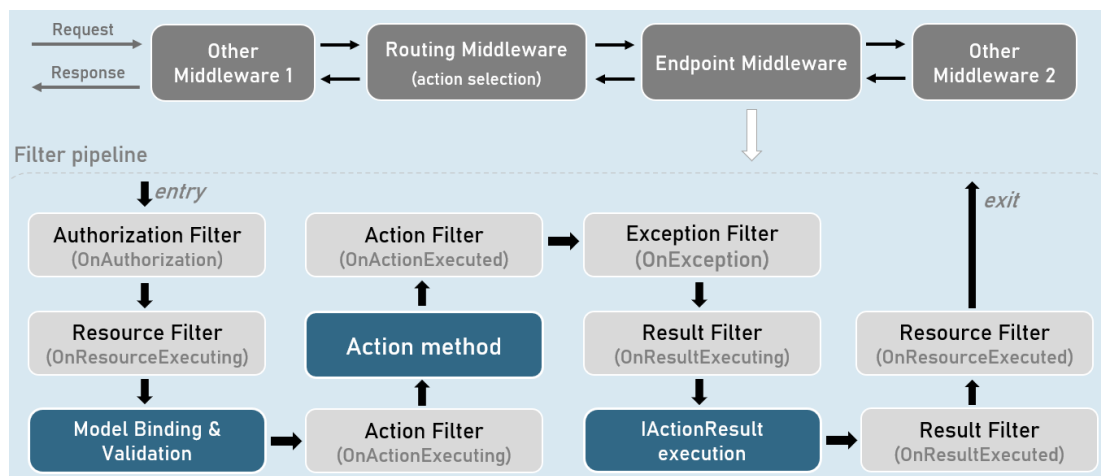 Request
Response
Other
Middleware 1
Routing Middleware
(action selection)
Endpoint Middleware
Other
Middleware 2
Filter pipeline
entry
exit
Authorization Filter
(OnAuthorization)
Resource Filter
(OnResourceExecuting)
Model Binding &
Validation
Action Filter
(OnActionExecuting)
Action method
Action Filter
(OnActionExecuted)
Exception Filter
(OnException)
Result Filter
(OnResultExecuting)
IActionResult
execution
Result Filter
(OnResultExecuted)
Resource Filter
(OnResourceExecuted)